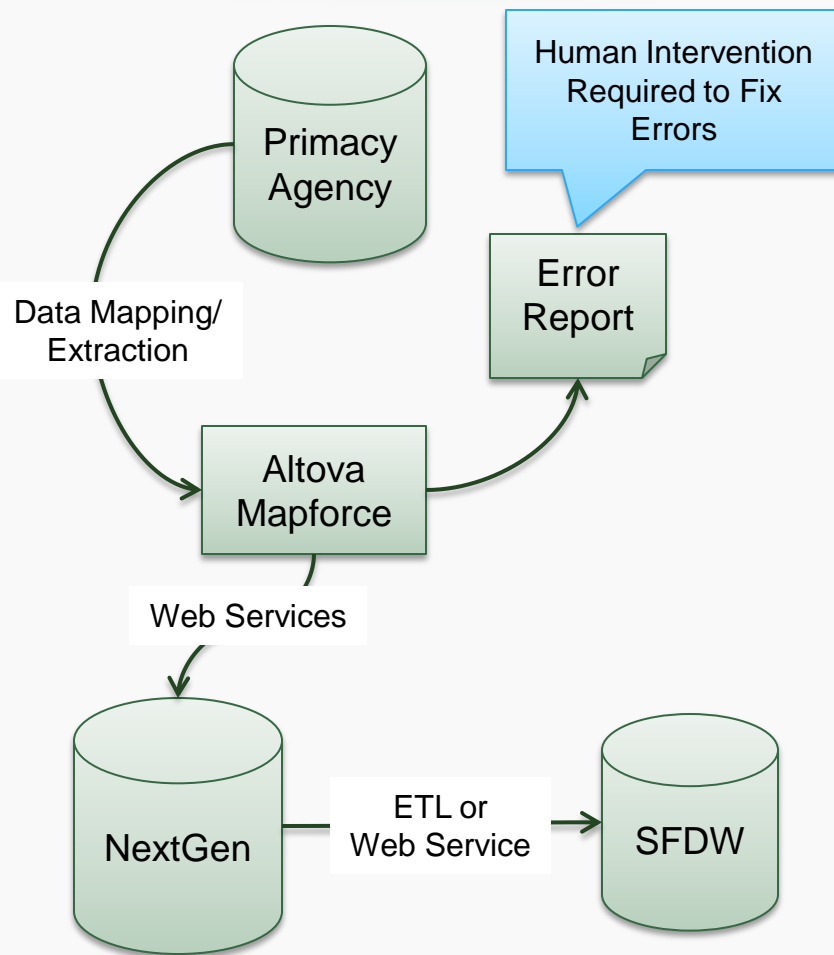 Human Intervention
Required to Fix
Errors
Primacy
Agency
Error
Report
Data Mapping/
Extraction
Altova
Mapforce
Web Services
NextGen
ETL or
Web Service
SFDW